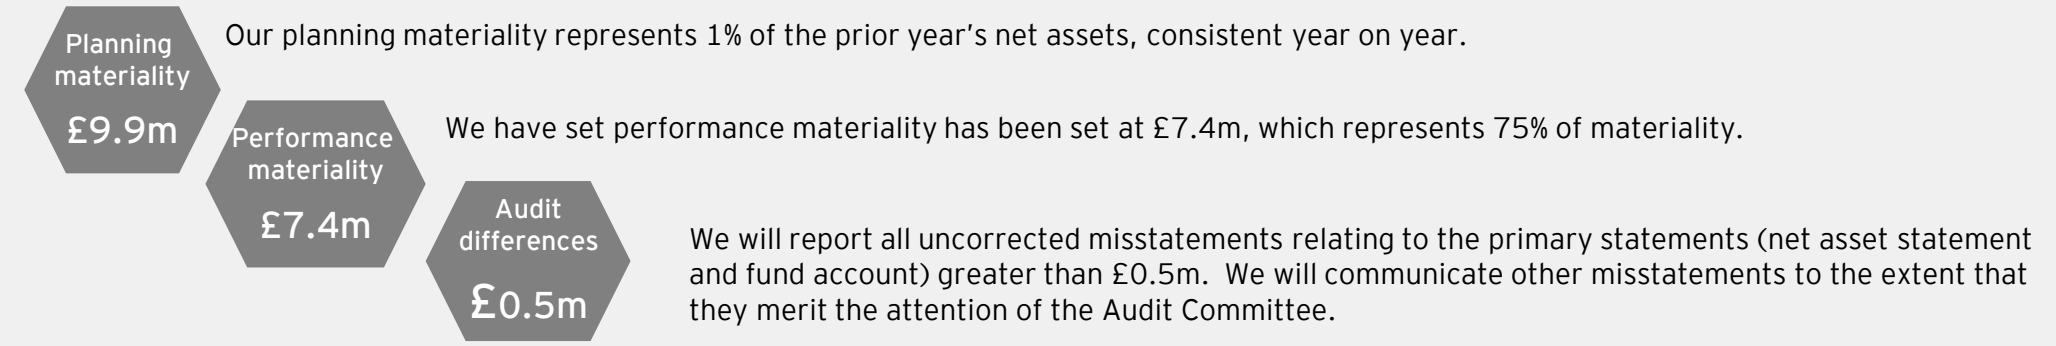 Planning
materiality
£9.9m
Our planning materiality represents 1% of the prior year's net assets, consistent year on year.
Performance
materiality
£7.4m
We have set performance materiality has been set at £7.4m, which represents 75% of materiality.
Audit
differences
£0.5m
We will report all uncorrected misstatements relating to the primary statements (net asset statement
and fund account) greater than £0.5m. We will communicate other misstatements to the extent that
they merit the attention of the Audit Committee.